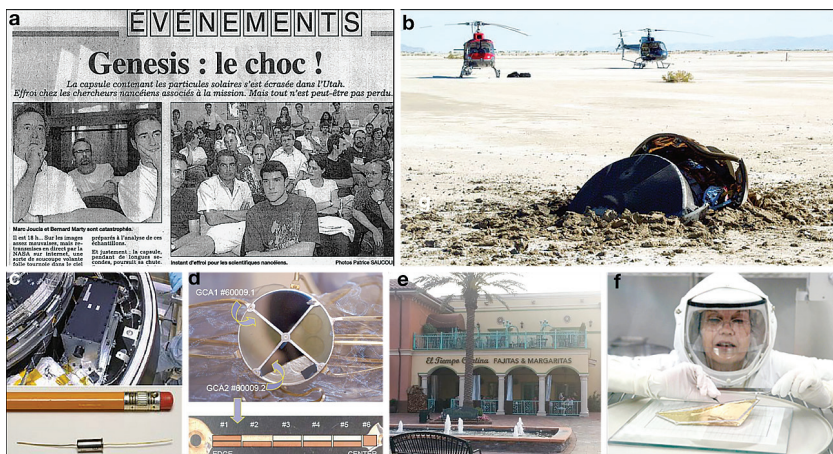 a
ÉVÉNEMENTS
Genesis : le choc !
La capsule contenant les particules solaires s'est écrasée dans l'Utah.
Effroi chez les chercheurs nancéiens associés à la mission. Mais tout n'est peut-être pas perdu.
Marc Joucla et Bernard Marty sont catastrophés.
Il est 18 h... Sur les images
assez mauvaises, mais re-
transmises en direct par la
NASA sur internet, une
sorte de soucoupe volante
folle tournoie dans le ciel
préparés à l'analyse de ces
échantillons.
Et justement : la capsule,
pendant de longues se-
condes, poursuit sa chute.
Instant d'effroi pour les scientifiques nancéiens.
Photos Patrice SAUCOU
b
c
d
GCA1 #60009.1
GCA2 #60009.2
#1 #2 #3 #4 #5 #6
EDGE CENTER
e
El Tiempo Cantina FAJITAS & MARGARITAS
f